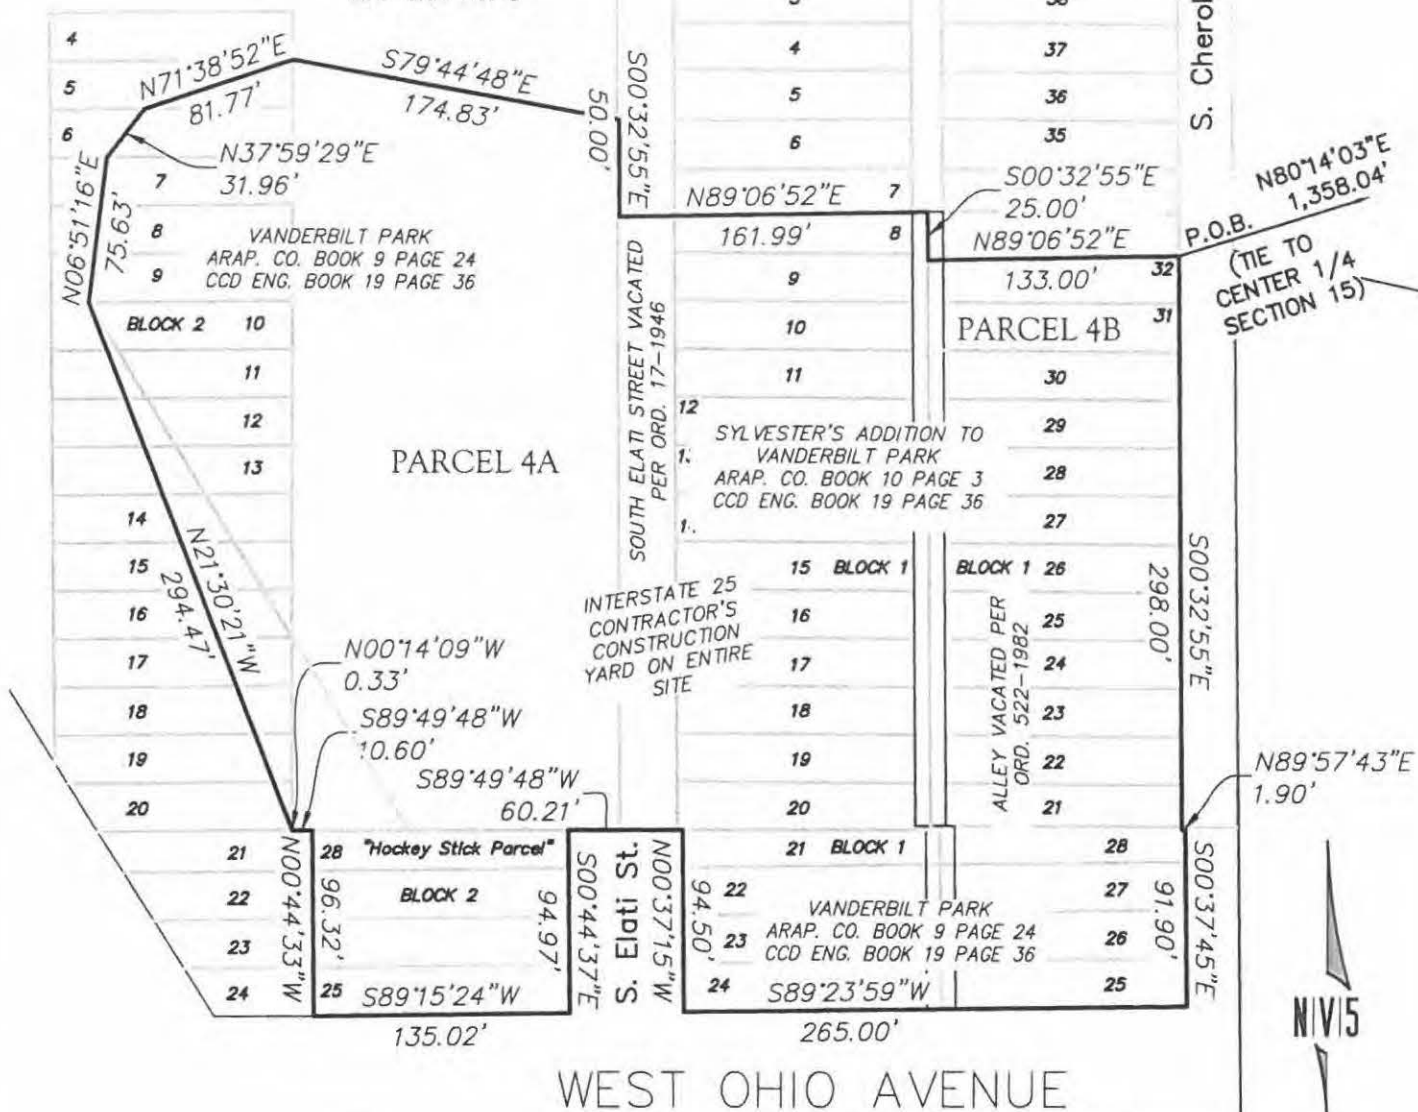 4
5
6
7
8
9
BLOCK 2 10
11
12
13
14
15
16
17
18
19
20
21
22
23
24
N71°38'52"E
81.77'
S79°44'48"E
174.83'
N37°59'29"E
31.96'
N06°51'16"E
75.63'
VANDERBILT PARK
ARAP. CO. BOOK 9 PAGE 24
CCD ENG. BOOK 19 PAGE 36
PARCEL 4A
N21°30'21"W
294.47'
N00°14'09"W
0.33'
S89°49'48"W
S89°49'48"W
60.21'
N00°44'33"W
96.32'
28 "Hockey Stick Parcel"
BLOCK 2
25 S89°15'24"W
135.02'
94.97'
S00°44'37"E
S. Elati St.
N00°37'15"W
94.50'
50.00'
S00°32'55"E
SOUTH ELATI STREET VACATED
PER ORD. 17-1946
INTERSTATE 25
CONTRACTOR'S
CONSTRUCTION
YARD ON ENTIRE
SITE
4
5
6
N89°06'52"E 7
161.99' 8
9
10
11
12
SYLVESTER'S ADDITION TO
VANDERBILT PARK
ARAP. CO. BOOK 10 PAGE 3
CCD ENG. BOOK 19 PAGE 36
15 BLOCK 1
16
17
18
19
20
21 BLOCK 1
22
23
24
VANDERBILT PARK
ARAP. CO. BOOK 9 PAGE 24
CCD ENG. BOOK 19 PAGE 36
S89°23'59"W
265.00'
37
36
35
S00°32'55"E
25.00'
N89°06'52"E
133.00'
32
PARCEL 4B
31
30
29
28
27
BLOCK 1 26
25
24
23
22
21
28
27
26
25
ALLEY VACATED PER
ORD. 522-1982
298.00'
S00°32'55"E
91.90'
S00°37'45"E
N89°57'43"E
1.90'
S.
P.O.B.
N80°14'03"E
1,358.04'
(TIE TO
CENTER 1/4
SECTION 15)
N|V|5
WEST OHIO AVENUE